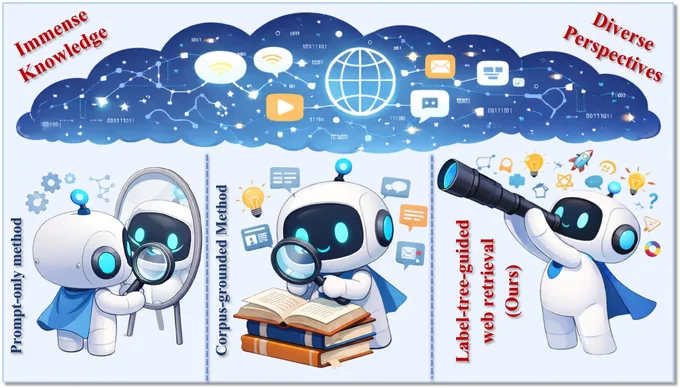 Immense
Knowledge
Diverse
Perspectives
Prompt-only method
Corpus-grounded Method
Label-tree-guided
web retrieval
(Ours)